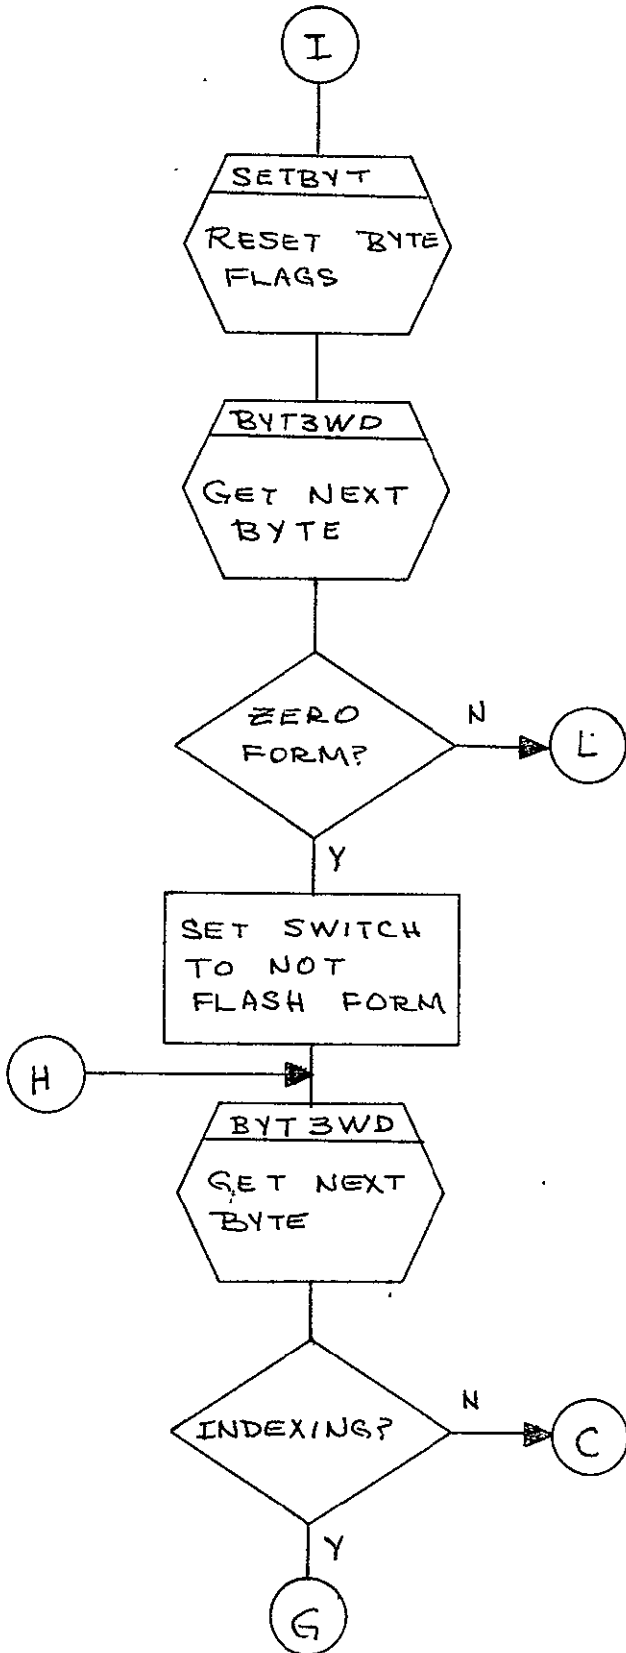 I
SETBYT
RESET BYTE
FLAGS
BYT3WD
GET NEXT
BYTE
ZERO
FORM?
N
L
Y
SET SWITCH
TO NOT
FLASH FORM
H
BYT3WD
GET NEXT
BYTE
INDEXING?
N
C
Y
G